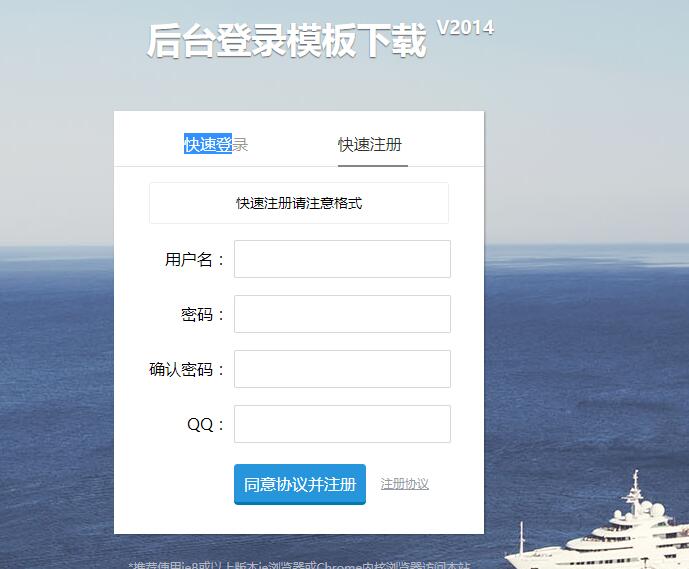 后台登录模板下载 V2014
快速登录 快速注册
快速注册请注意格式
用户名：
密码：
确认密码：
QQ：
同意协议并注册 注册协议
*推荐使用ie8或以上版本ie浏览器或Chrome内核浏览器访问本站